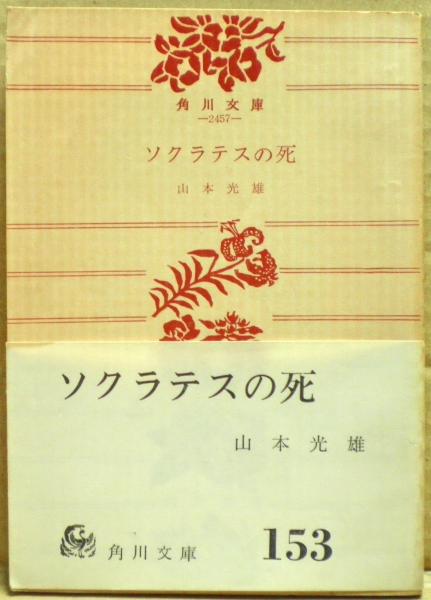 角川文庫
—2457—
ソクラテスの死
山本光雄
ソクラテスの死
山本光雄
角川文庫
153